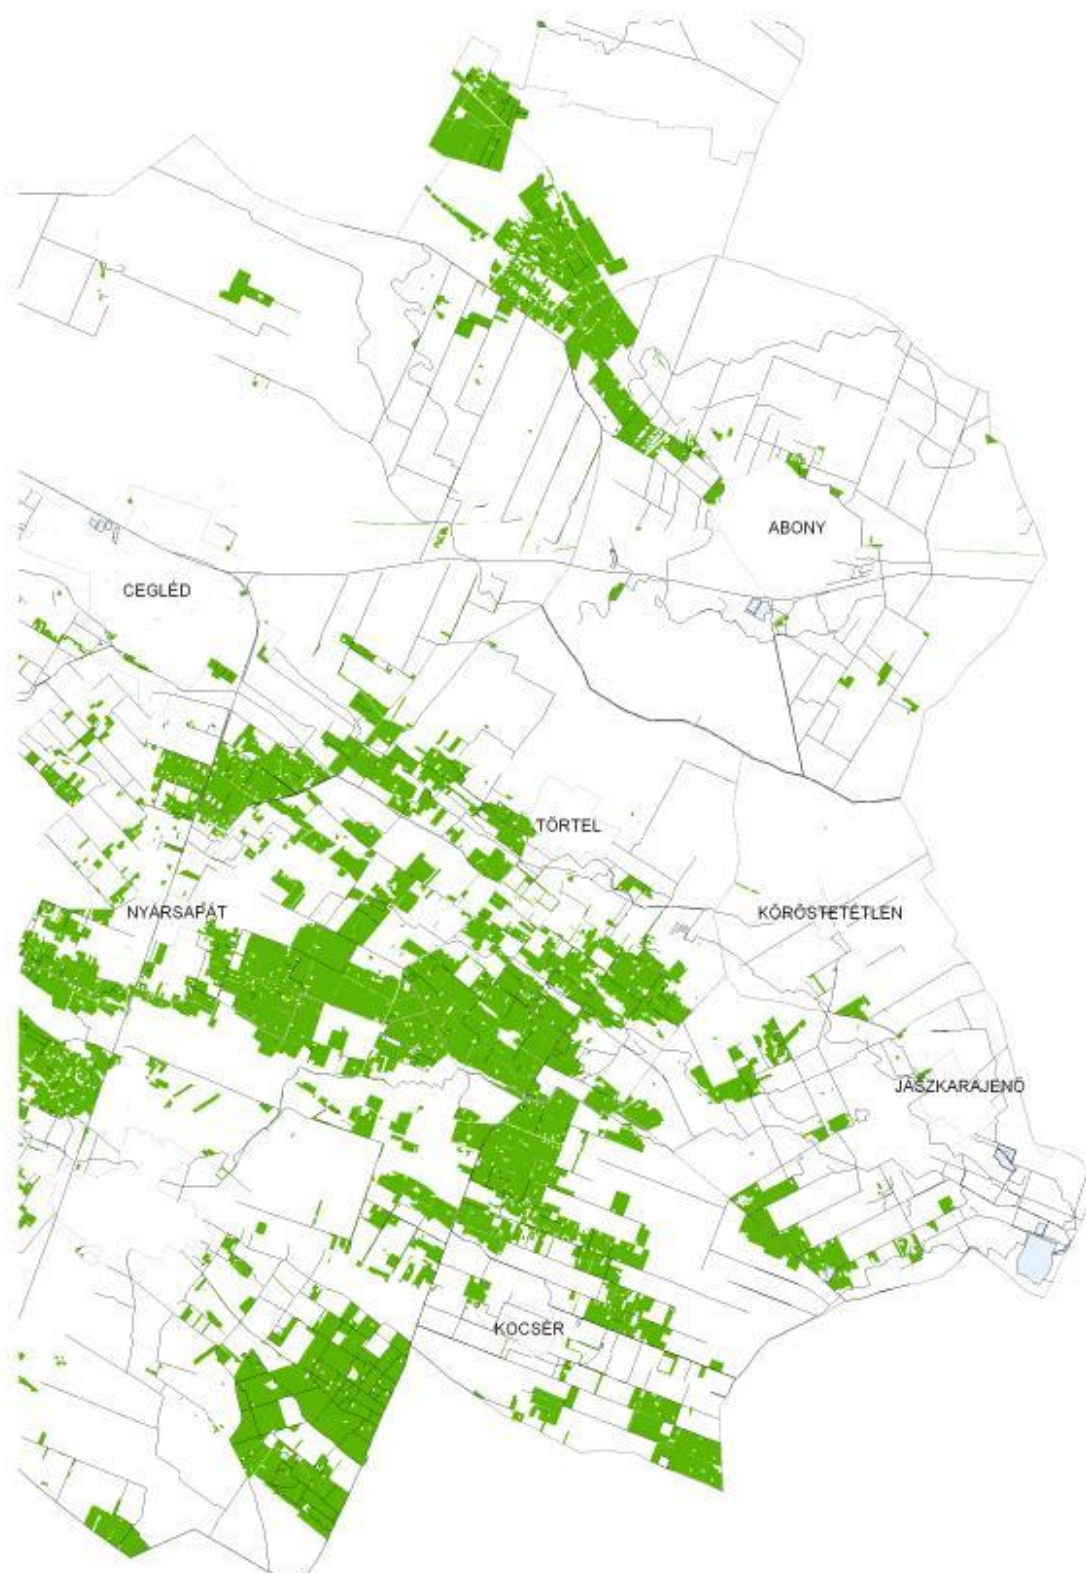 ABONY
CEGLÉD
TÖRTEL
NYÁRSAPÁT
KŐRÖSTETÉTLEN
JÁSZKARAJENŐ
KOCSÉR